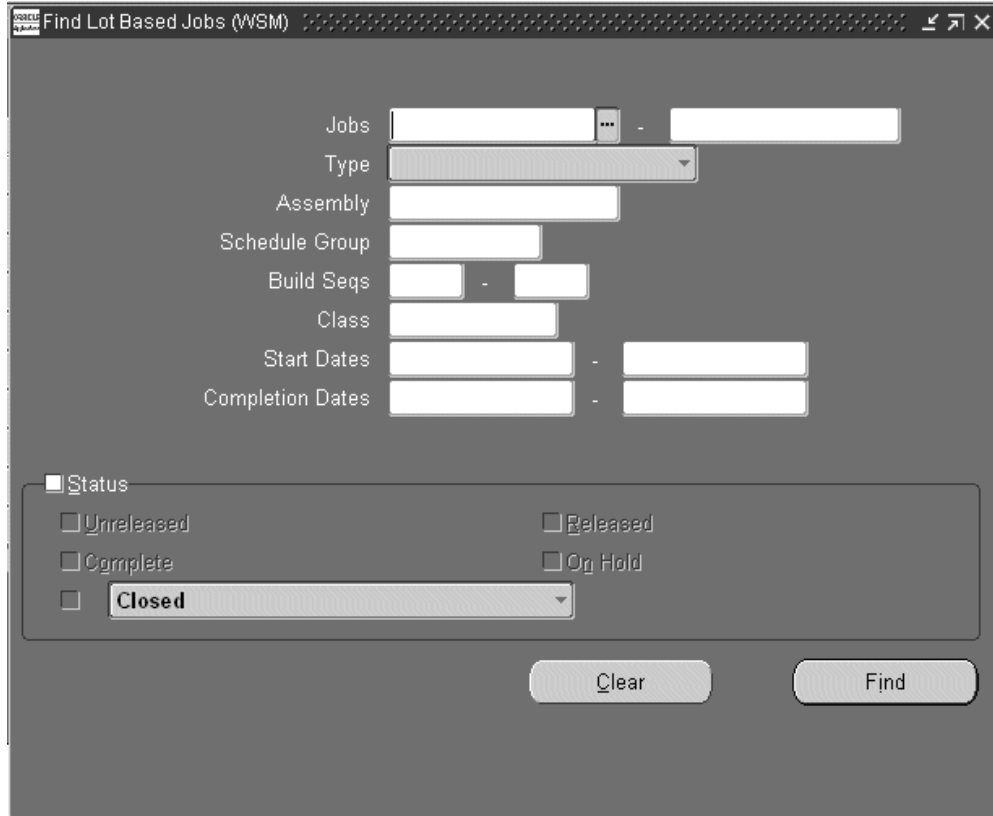 ORACLE Find Lot Based Jobs (WSM)
Jobs ... -
Type
Assembly
Schedule Group
Build Seqs -
Class
Start Dates -
Completion Dates -
Status
Unreleased Released
Complete On Hold
Closed
Clear Find